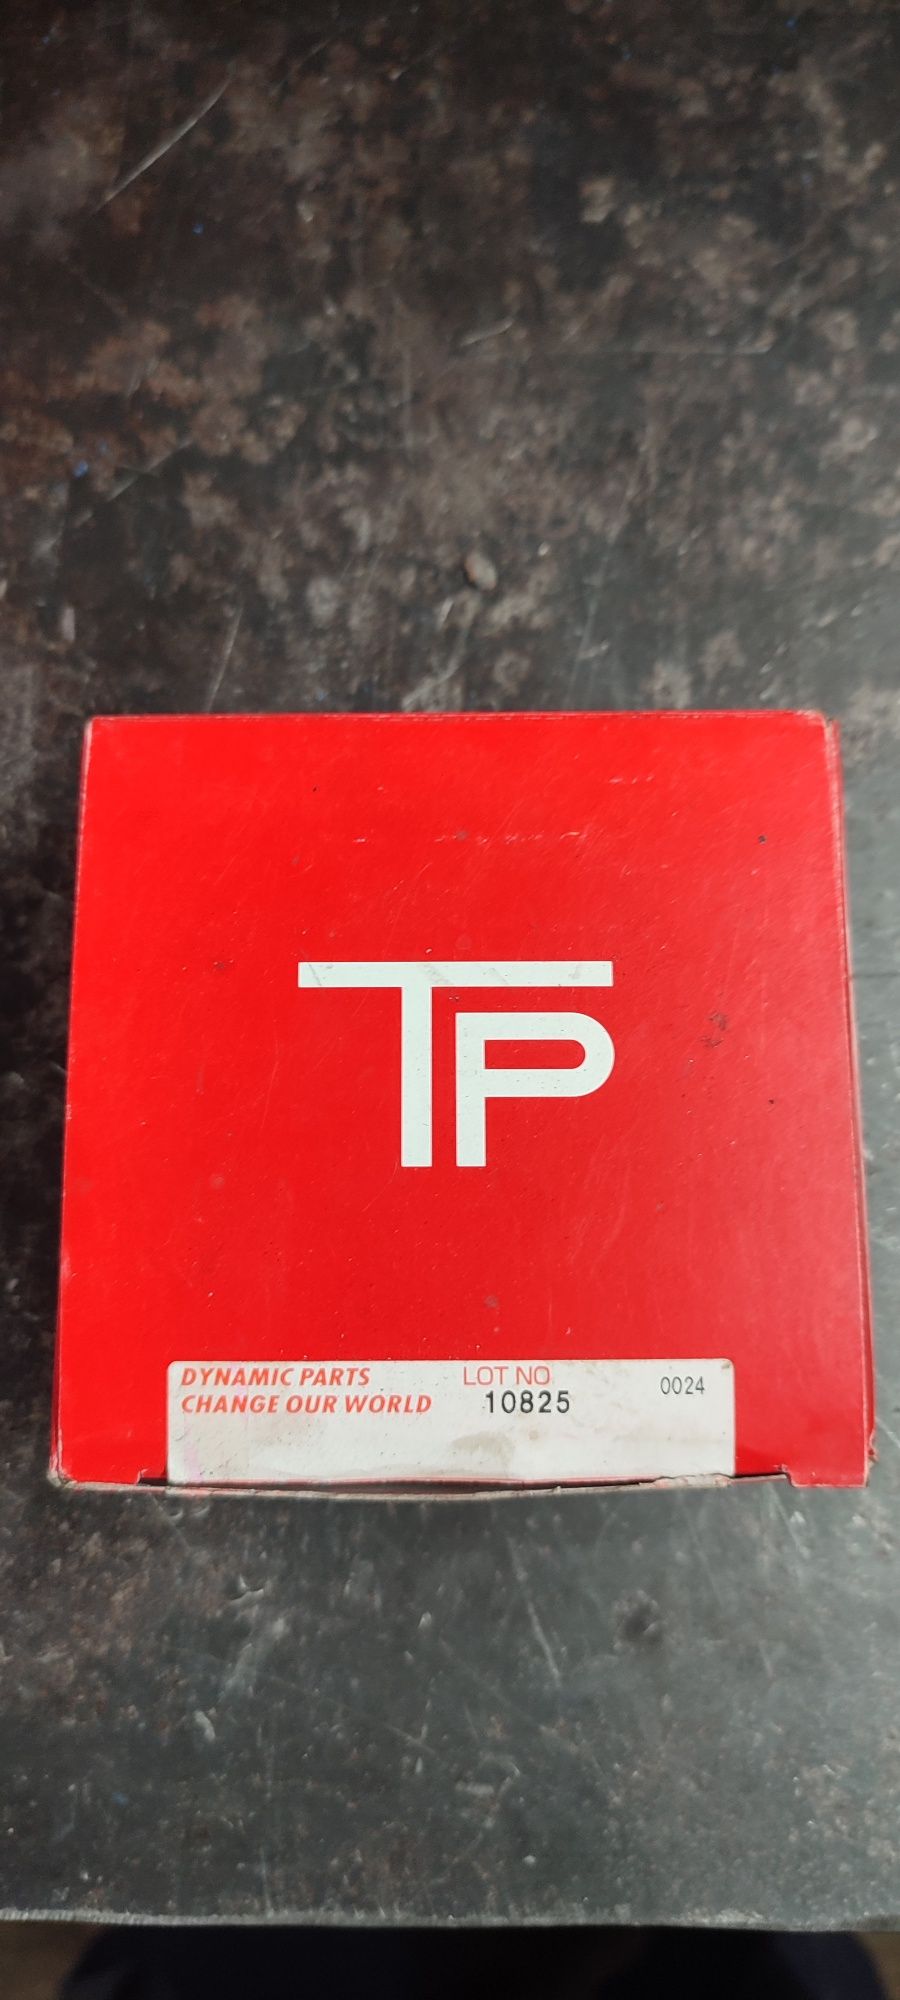 TP
DYNAMIC PARTS LOT NO 0024
CHANGE OUR WORLD 10825